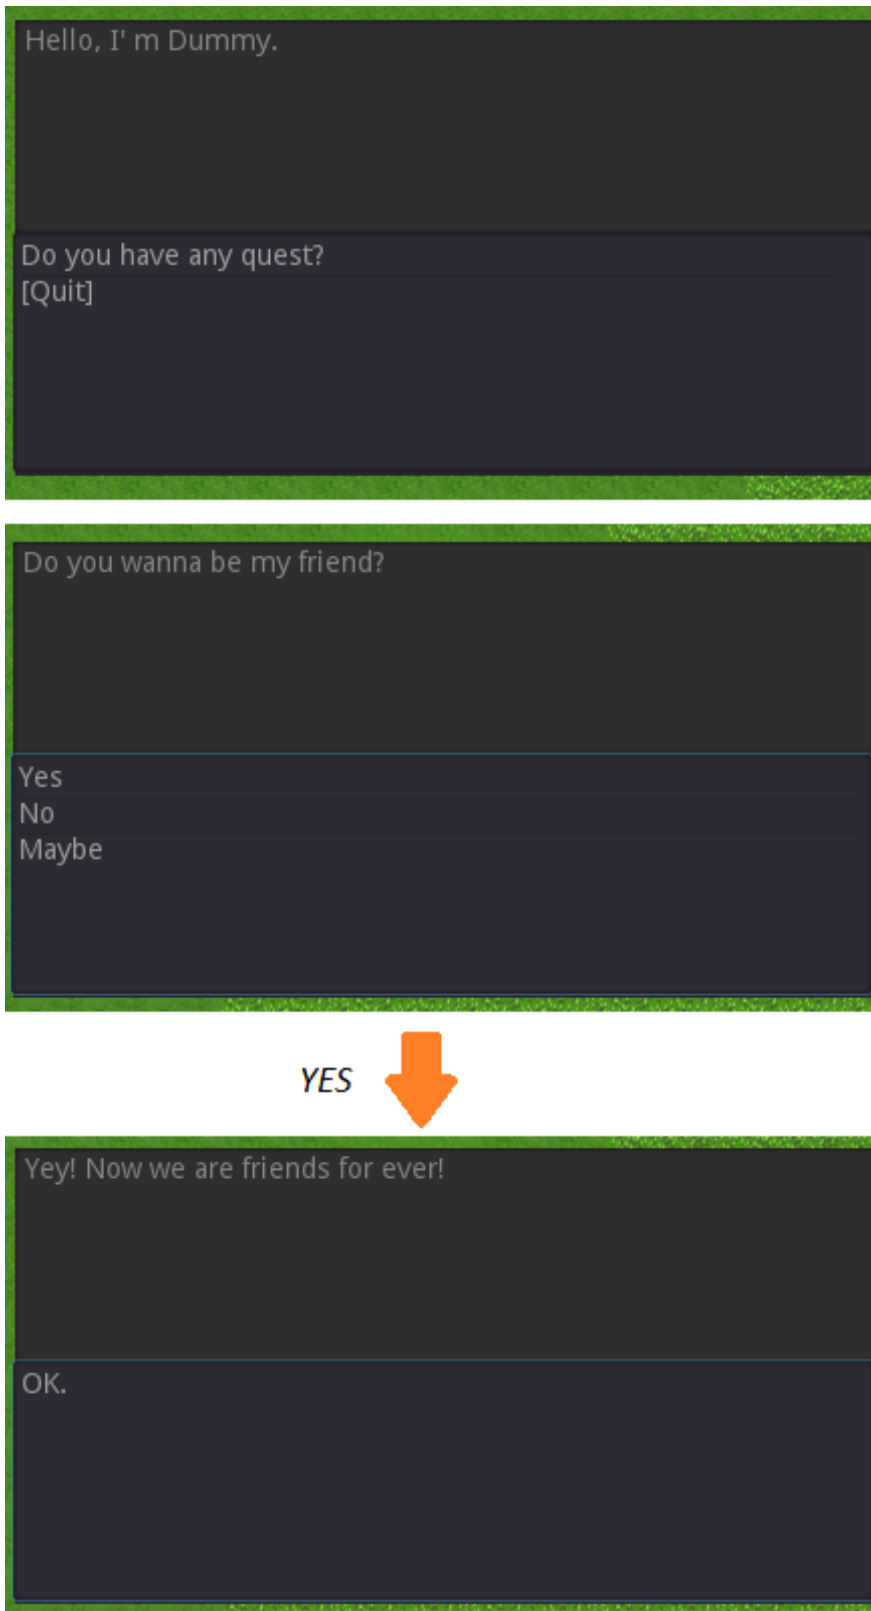 Hello, I' m Dummy.
Do you have any quest?
[Quit]
Do you wanna be my friend?
Yes
No
Maybe
YES
Yey! Now we are friends for ever!
OK.